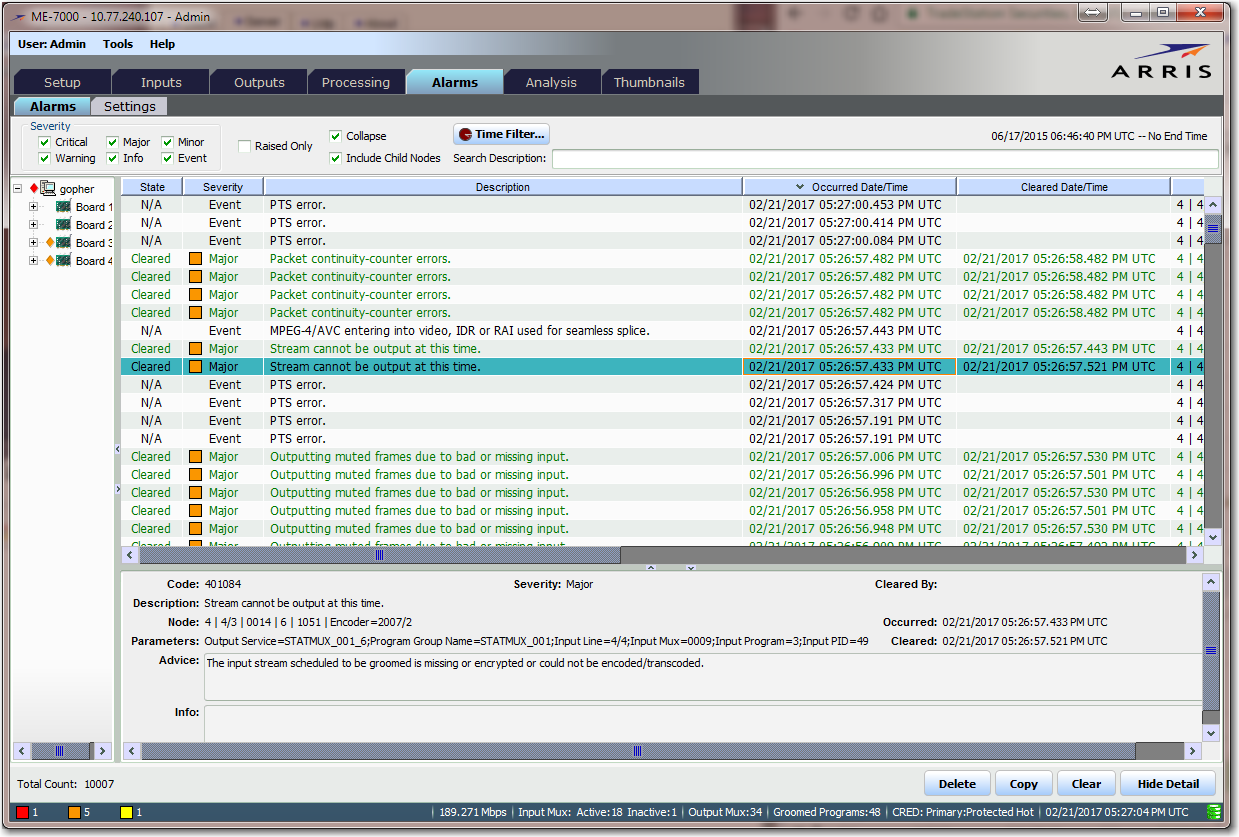 ME-7000 - 10.77.240.107 - Admin
User: Admin Tools Help
ARRIS
Setup Inputs Outputs Processing Alarms Analysis Thumbnails
Alarms Settings
Severity
Critical Major Minor
Warning Info Event
Raised Only
Collapse
Include Child Nodes
Time Filter...
Search Description:
06/17/2015 06:46:40 PM UTC -- No End Time
gopher
Board 1
Board 2
Board 3
Board 4
State Severity Description Occurred Date/Time Cleared Date/Time
N/A Event PTS error. 02/21/2017 05:27:00.453 PM UTC 4 | 4
N/A Event PTS error. 02/21/2017 05:27:00.414 PM UTC 4 | 4
N/A Event PTS error. 02/21/2017 05:27:00.084 PM UTC 4 | 4
Cleared Major Packet continuity-counter errors. 02/21/2017 05:26:57.482 PM UTC 02/21/2017 05:26:58.482 PM UTC 4 | 4
Cleared Major Packet continuity-counter errors. 02/21/2017 05:26:57.482 PM UTC 02/21/2017 05:26:58.482 PM UTC 4 | 4
Cleared Major Packet continuity-counter errors. 02/21/2017 05:26:57.482 PM UTC 02/21/2017 05:26:58.482 PM UTC 4 | 4
Cleared Major Packet continuity-counter errors. 02/21/2017 05:26:57.482 PM UTC 02/21/2017 05:26:58.482 PM UTC 4 | 4
N/A Event MPEG-4/AVC entering into video, IDR or RAI used for seamless splice. 02/21/2017 05:26:57.443 PM UTC 4 | 4
Cleared Major Stream cannot be output at this time. 02/21/2017 05:26:57.433 PM UTC 02/21/2017 05:26:57.443 PM UTC 4 | 4
Cleared Major Stream cannot be output at this time. 02/21/2017 05:26:57.433 PM UTC 02/21/2017 05:26:57.521 PM UTC 4 | 4
N/A Event PTS error. 02/21/2017 05:26:57.424 PM UTC 4 | 4
N/A Event PTS error. 02/21/2017 05:26:57.317 PM UTC 4 | 4
N/A Event PTS error. 02/21/2017 05:26:57.191 PM UTC 4 | 4
N/A Event PTS error. 02/21/2017 05:26:57.191 PM UTC 4 | 4
Cleared Major Outputting muted frames due to bad or missing input. 02/21/2017 05:26:57.006 PM UTC 02/21/2017 05:26:57.530 PM UTC 4 | 4
Cleared Major Outputting muted frames due to bad or missing input. 02/21/2017 05:26:56.996 PM UTC 02/21/2017 05:26:57.501 PM UTC 4 | 4
Cleared Major Outputting muted frames due to bad or missing input. 02/21/2017 05:26:56.958 PM UTC 02/21/2017 05:26:57.530 PM UTC 4 | 4
Cleared Major Outputting muted frames due to bad or missing input. 02/21/2017 05:26:56.958 PM UTC 02/21/2017 05:26:57.501 PM UTC 4 | 4
Cleared Major Outputting muted frames due to bad or missing input. 02/21/2017 05:26:56.948 PM UTC 02/21/2017 05:26:57.530 PM UTC 4 | 4
Cleared Major Outputting muted frames due to bad or missing input.
Code: 401084 Severity: Major Cleared By:
Description: Stream cannot be output at this time.
Node: 4 | 4/3 | 0014 | 6 | 1051 | Encoder=2007/2 Occurred: 02/21/2017 05:26:57.433 PM UTC
Parameters: Output Service=STATMUX_001_6;Program Group Name=STATMUX_001;Input Line=4/4;Input Mux=0009;Input Program=3;Input PID=49 Cleared: 02/21/2017 05:26:57.521 PM UTC
Advice: The input stream scheduled to be groomed is missing or encrypted or could not be encoded/transcoded.
Info:
Total Count: 10007
Delete Copy Clear Hide Detail
1 5 1 189.271 Mbps | Input Mux: Active:18 Inactive:1 | Output Mux:34 | Groomed Programs:48 | CRED: Primary:Protected Hot | 02/21/2017 05:27:04 PM UTC